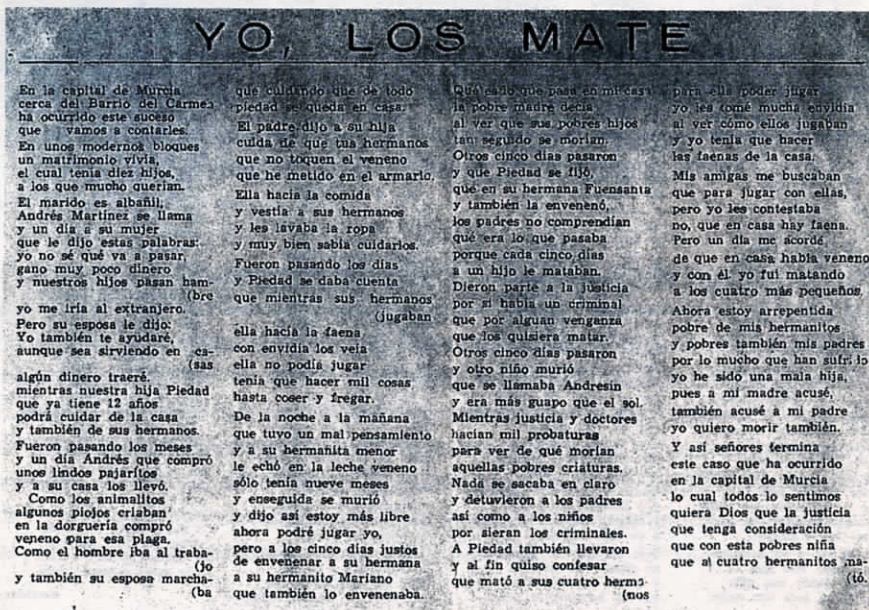 YO, LOS MATE
En la capital de Murcia
cerca del Barrio del Carmen
ha ocurrido este suceso
que vamos a contarles.
En unos modernos bloques
un matrimonio vivía,
el cual tenía diez hijos,
a los que mucho querían.
El marido es albañil,
Andrés Martínez se llama
y un día a su mujer
que le dijo estas palabras:
yo no sé qué va a pasar,
gano muy poco dinero
y nuestros hijos pasan ham-
(bre
yo me iría al extranjero.
Pero su esposa le dijo:
Yo también te ayudaré,
aunque sea sirviendo en ca-
(sas
algún dinero traeré.
mientras nuestra hija Piedad
que ya tiene 12 años
podrá cuidar de la casa
y también de sus hermanos.
Fueron pasando los meses
y un día Andrés que compró
unos lindos pajaritos
y a su casa los llevó.
Como los animalitos
algunos piojos criaban
en la dorguería compró
veneno para esa plaga.
Como el hombre iba al traba-
(jo
y también su esposa marcha-
(ba
que cuidando que de todo
piedad se queda en casa.
El padre dijo a su hija
cuida de que tus hermanos
que no toquen el veneno
que he metido en el armario.
Ella hacía la comida
y vestía a sus hermanos
y les lavaba la ropa
y muy bien sabía cuidarlos.
Fueron pasando los días
y Piedad se daba cuenta
que mientras sus hermanos
(jugaban
ella hacía la faena
con envidia los veía
ella no podía jugar
tenía que hacer mil cosas
hasta coser y fregar.
De la noche a la mañana
que tuvo un mal pensamiento
y a su hermanita menor
le echó en la leche veneno
sólo tenía nueve meses
y enseguida se murió
y dijo así estoy más libre
ahora podré jugar yo,
pero a los cinco días justos
de envenenar a su hermana
a su hermanito Mariano
que también lo envenenaba.
Qué es lo que pasa en mi casa
la pobre madre decía
al ver que sus pobres hijos
tan seguido se morían.
Otros cinco días pasaron
y que Piedad se fijó,
que en su hermana Fuensanta
y también la envenenó,
los padres no comprendían
qué era lo que pasaba
porque cada cinco días
a un hijo le mataban.
Dieron parte a la justicia
por si había un criminal
que por alguan venganza
que los quisiera matar.
Otros cinco días pasaron
y otro niño murió
que se llamaba Andresin
y era más guapo que el sol.
Mientras justicia y doctores
hacían mil probaturas
para ver de qué morían
aquellas pobres criaturas.
Nada se sacaba en claro
y detuvieron a los padres
así como a los niños
por sieran los criminales.
A Piedad también llevaron
y al fin quiso confesar
que mató a sus cuatro herma-
(nos
para ella poder jugar
yo les tomé mucha envidia
al ver cómo ellos jugaban
y yo tenía que hacer
las faenas de la casa.
Mis amigas me buscaban
que para jugar con ellas,
pero yo les contestaba
no, que en casa hay faena.
Pero un día me acordé
de que en casa había veneno
y con él yo fui matando
a los cuatro más pequeños.
Ahora estoy arrepentida
pobre de mis hermanitos
y pobres también mis padres
por lo mucho que han sufrido
yo he sido una mala hija,
pues a mi madre acusé,
también acusé a mi padre
yo quiero morir también.
Y así señores termina
este caso que ha ocurrido
en la capital de Murcia
lo cual todos lo sentimos
quiera Dios que la justicia
que tenga consideración
que con esta pobres niña
que al cuatro hermanitos ma-
(tó.